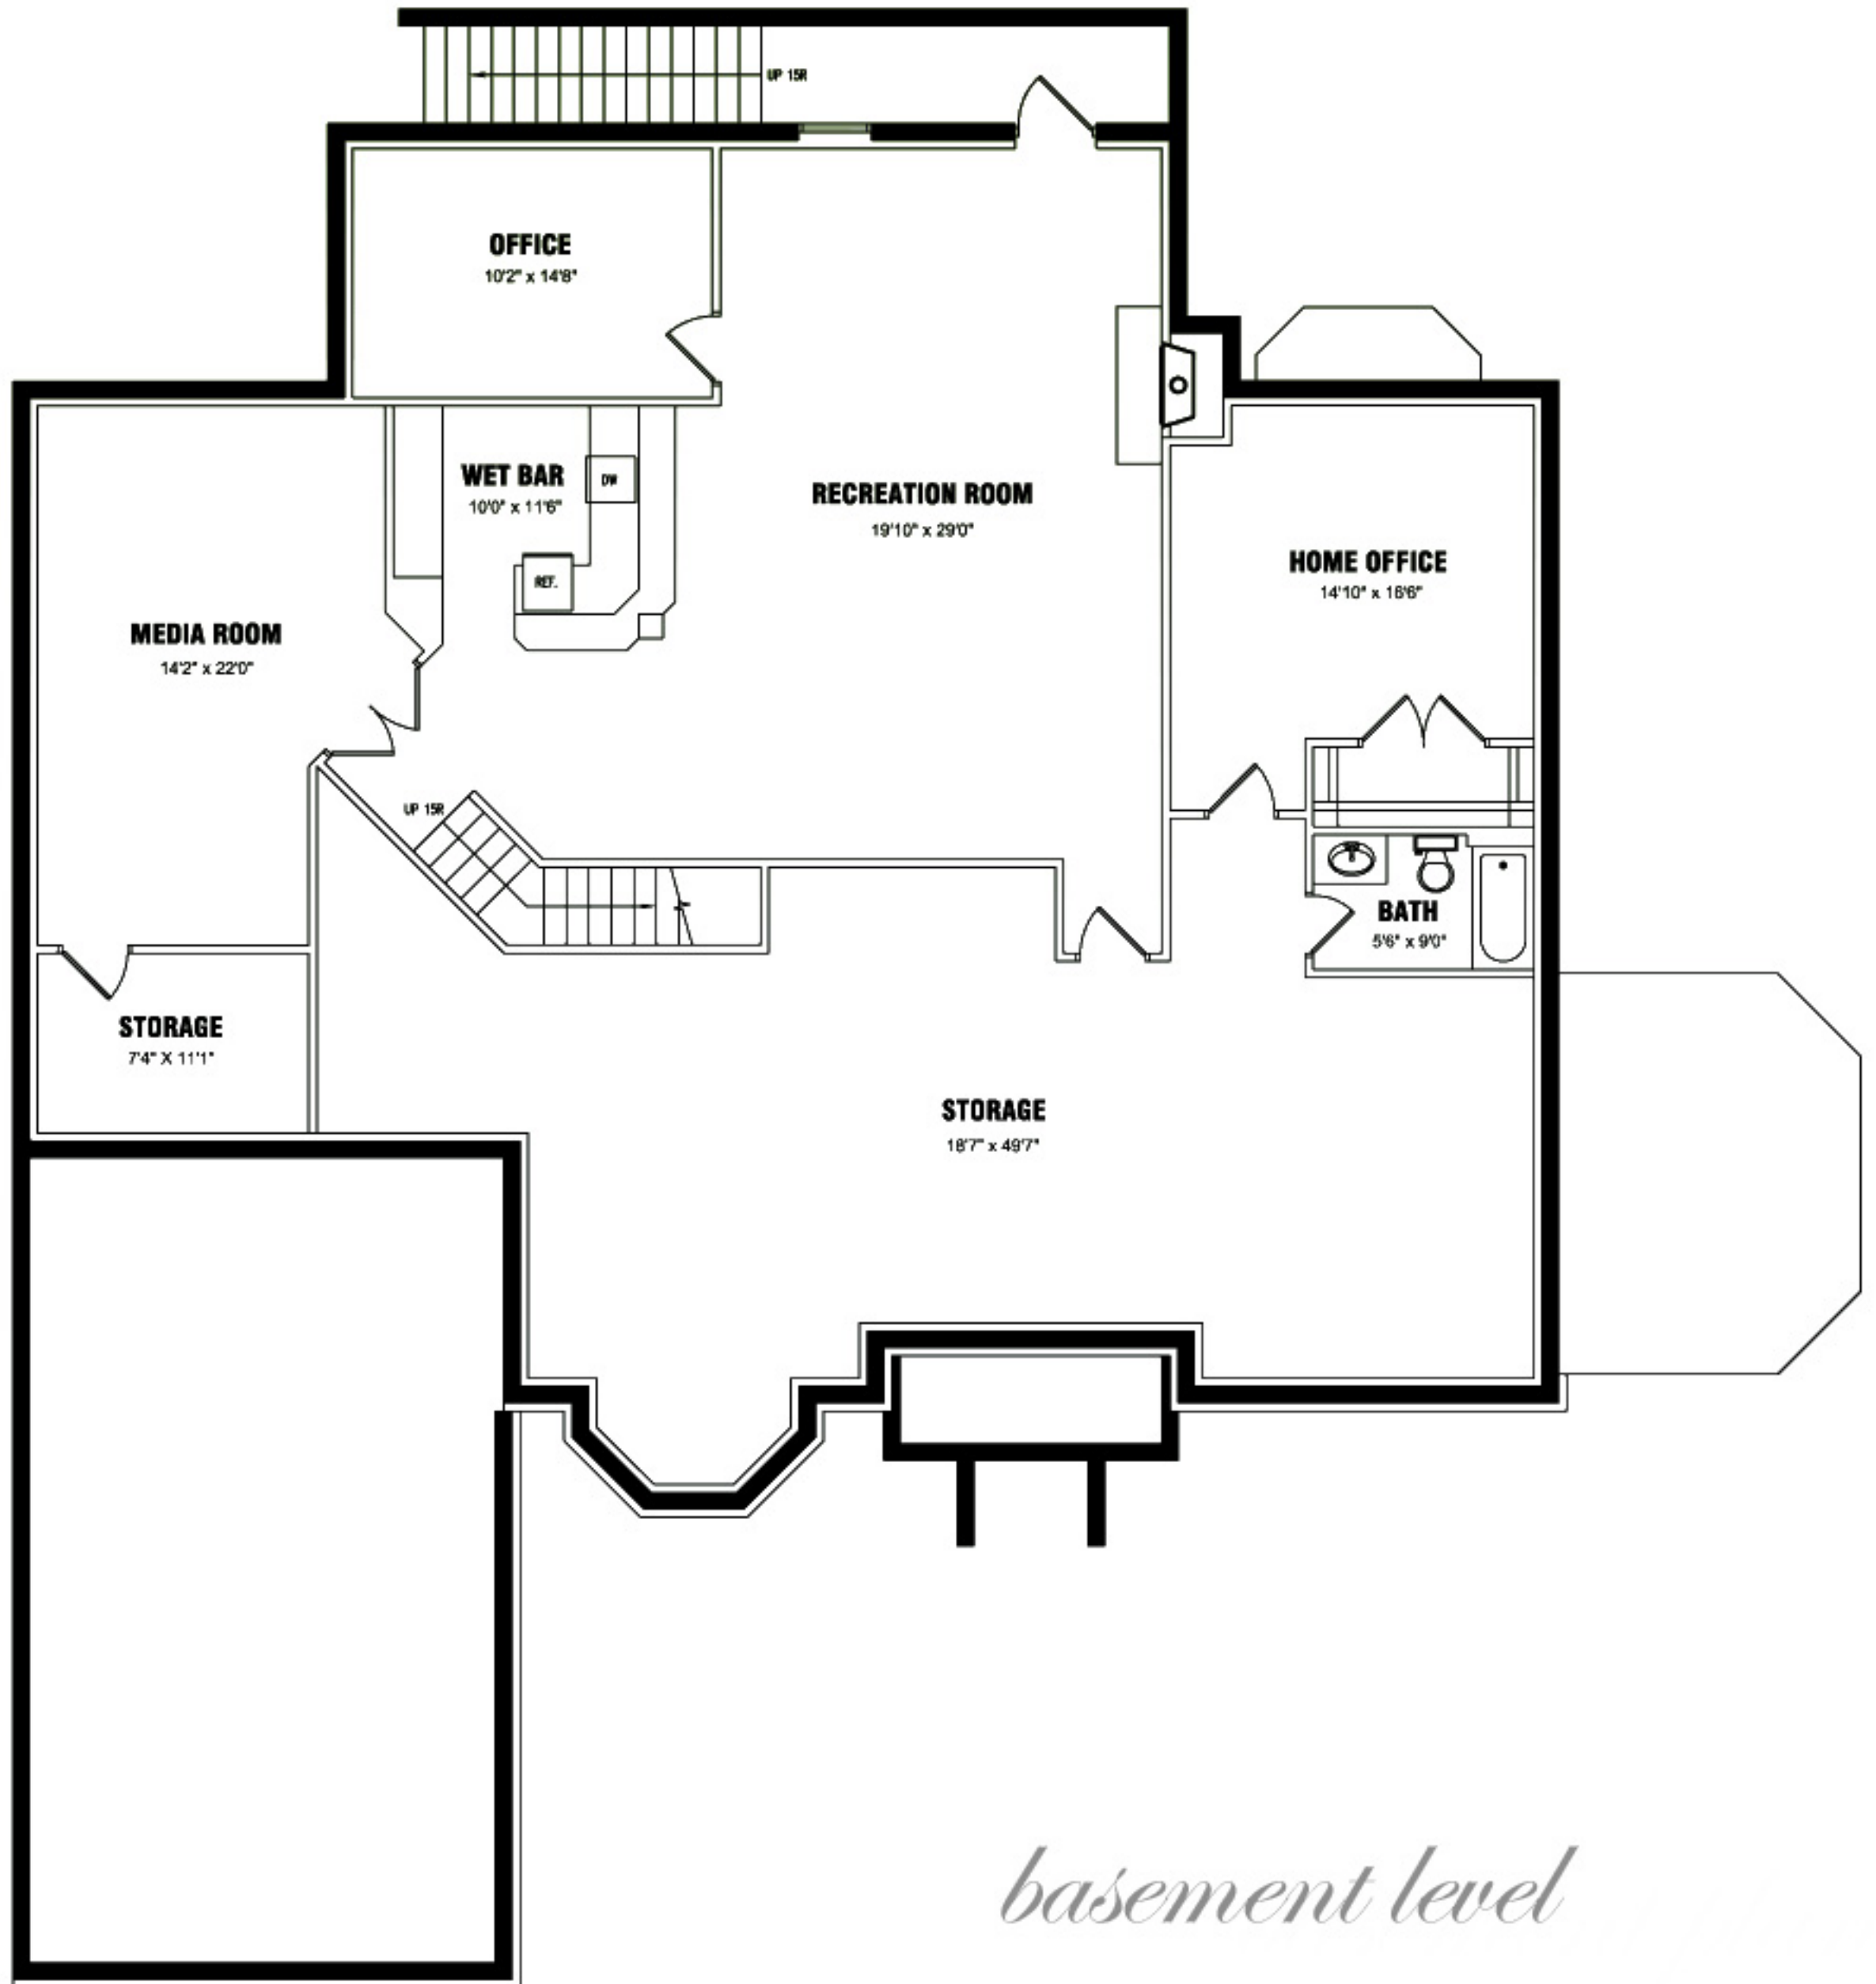 UP 15R
OFFICE
10'2" x 14'8"
WET BAR
10'0" x 11'6"
DW
REF.
RECREATION ROOM
19'10" x 29'0"
HOME OFFICE
14'10" x 16'6"
MEDIA ROOM
14'2" x 22'0"
UP 15R
BATH
5'6" x 9'0"
STORAGE
7'4" X 11'1"
STORAGE
18'7" x 49'7"
basement level